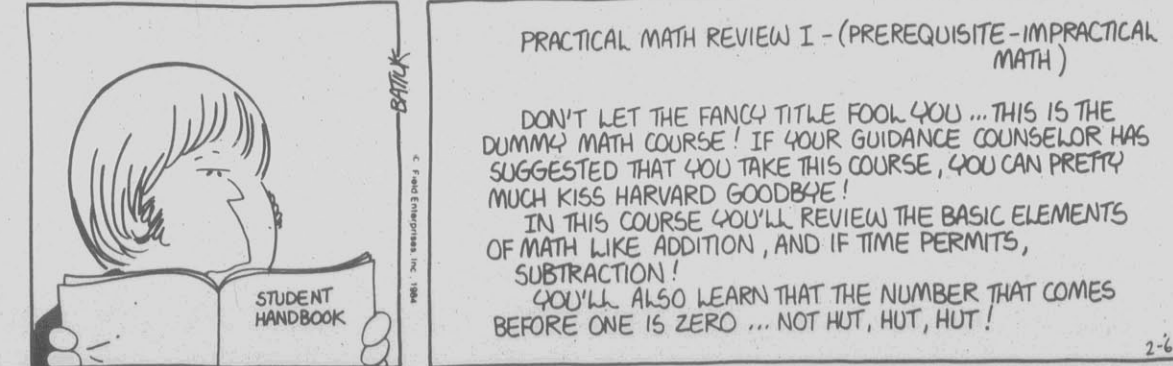 STUDENT
HANDBOOK
BATIUK
© Field Enterprises, Inc. 1984
PRACTICAL MATH REVIEW I - (PREREQUISITE-IMPRACTICAL
MATH)
DON'T LET THE FANCY TITLE FOOL YOU ... THIS IS THE
DUMMY MATH COURSE! IF YOUR GUIDANCE COUNSELOR HAS
SUGGESTED THAT YOU TAKE THIS COURSE, YOU CAN PRETTY
MUCH KISS HARVARD GOODBYE!
IN THIS COURSE YOU'LL REVIEW THE BASIC ELEMENTS
OF MATH LIKE ADDITION, AND IF TIME PERMITS,
SUBTRACTION!
YOU'LL ALSO LEARN THAT THE NUMBER THAT COMES
BEFORE ONE IS ZERO ... NOT HUT, HUT, HUT!
2-6